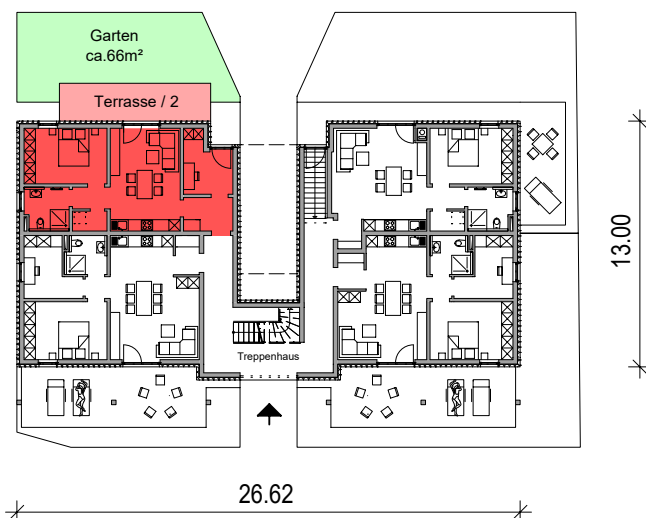 Garten
ca.66m²
Terrasse / 2
13.00
Treppenhaus
26.62